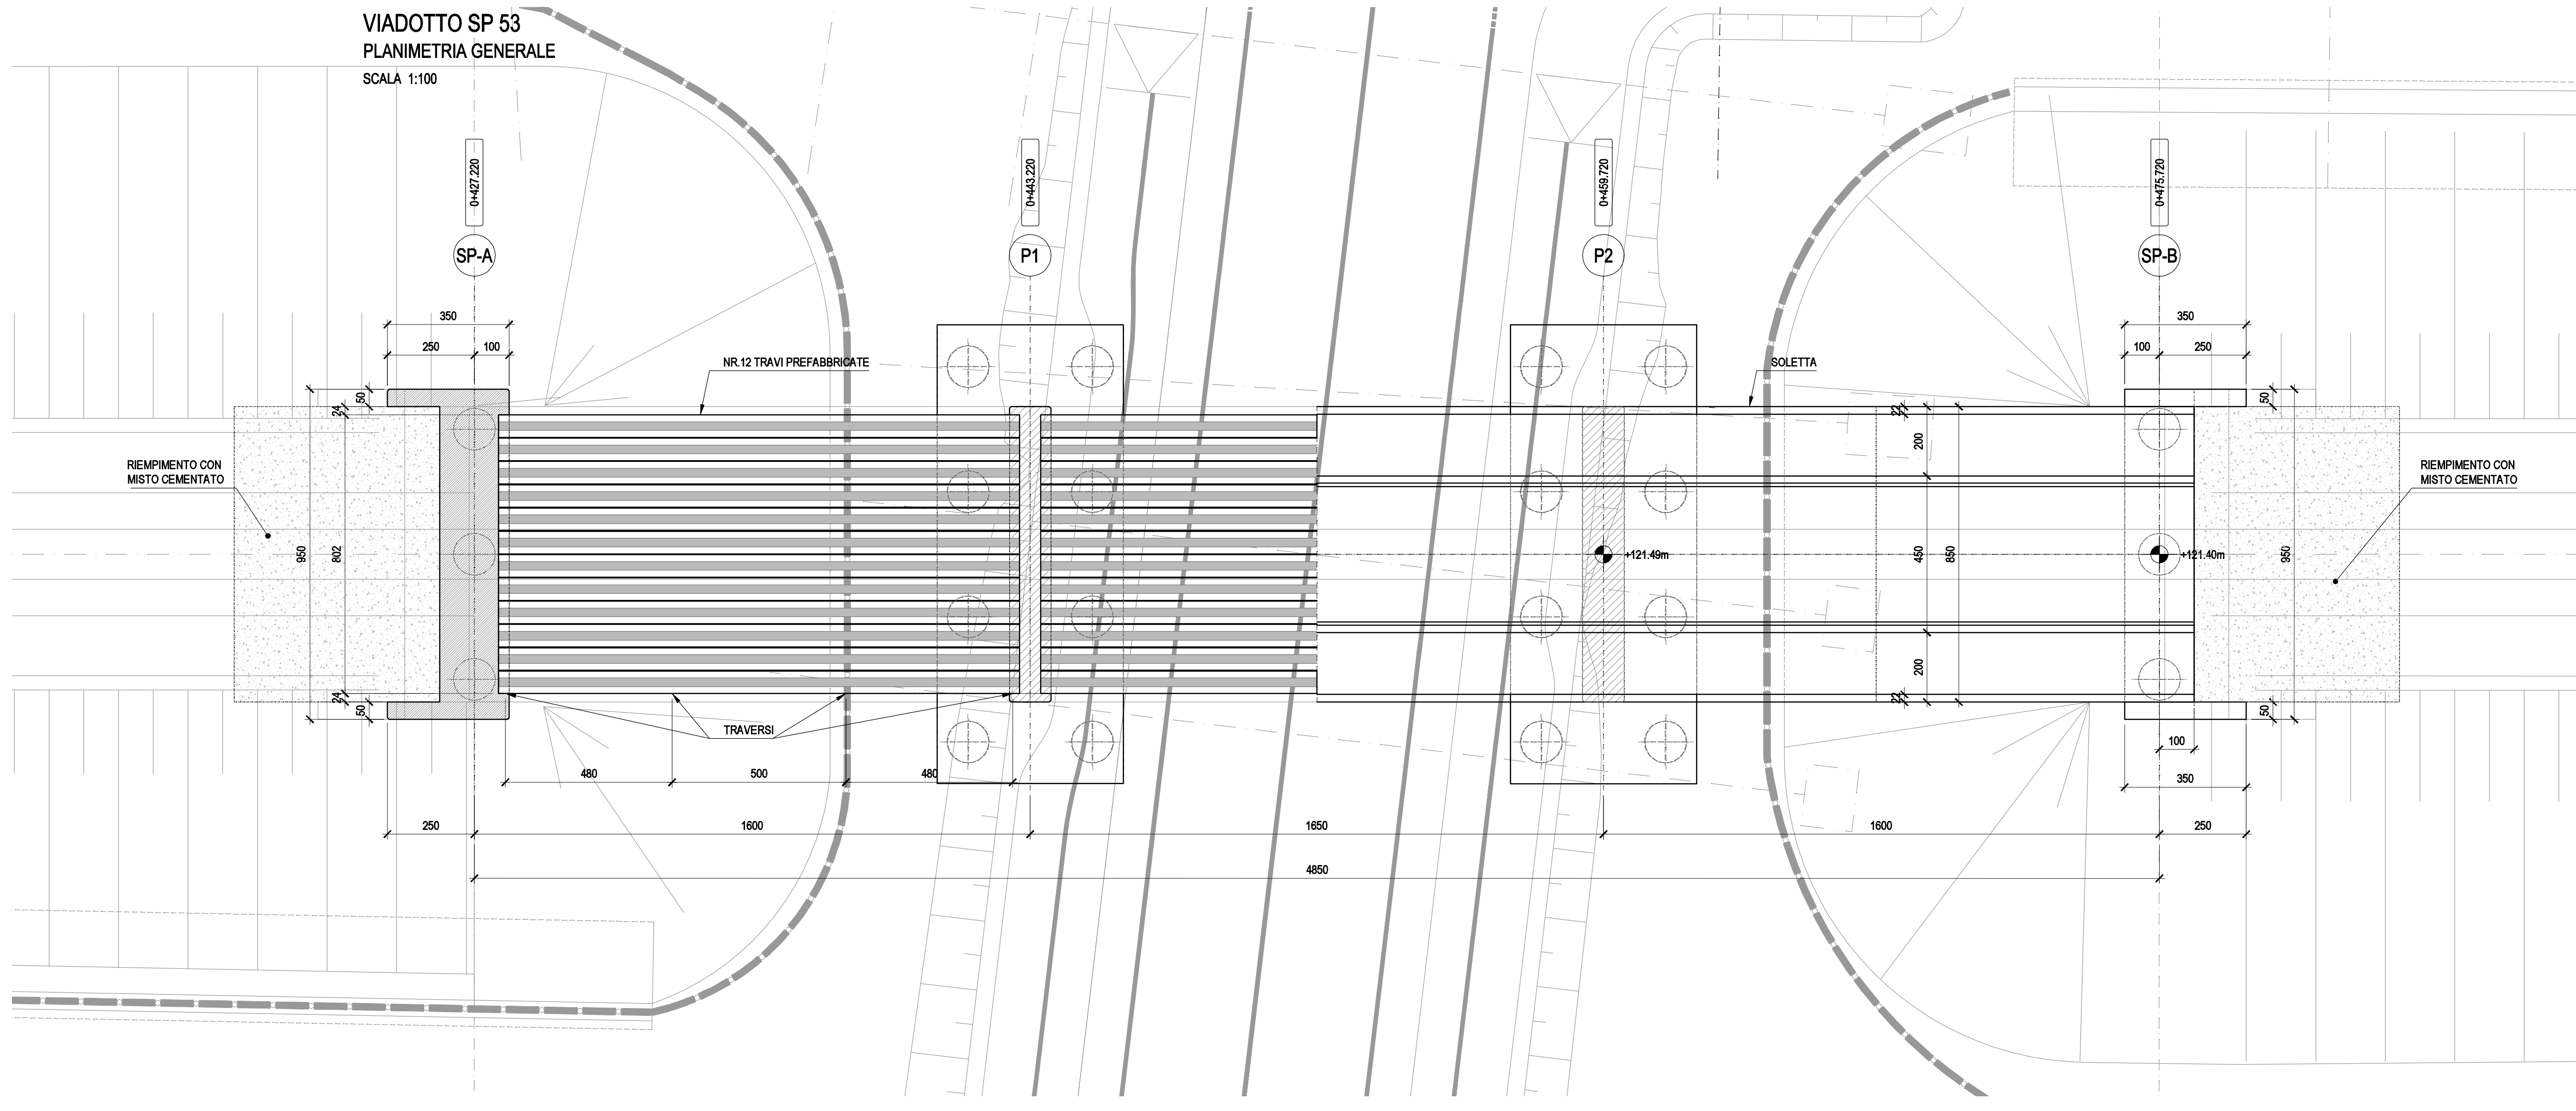 VIADOTTO SP 53
PLANIMETRIA GENERALE
SCALA 1:100
0+427.220
0+443.220
0+459.720
0+475.720
SP-A
P1
P2
SP-B
350
350
250
100
100
250
NR.12 TRAVI PREFABBRICATE
SOLETTA
50
24
22
50
200
RIEMPIMENTO CON
MISTO CEMENTATO
RIEMPIMENTO CON
MISTO CEMENTATO
950
802
+121.49m
450
850
+121.40m
950
200
24
50
22
50
TRAVERSI
100
480
500
480
350
250
1600
1650
1600
250
4850